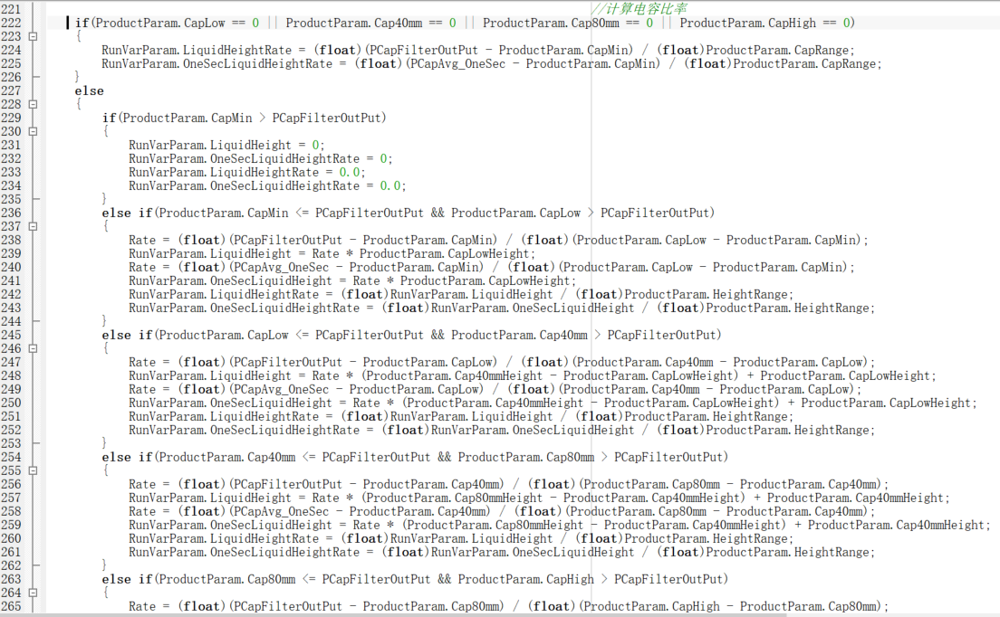 221 //计算电容比率
222 if(ProductParam.CapLow == 0 || ProductParam.Cap40mm == 0 || ProductParam.Cap80mm == 0 || ProductParam.CapHigh == 0)
223 {
224 RunVarParam.LiquidHeightRate = (float)(PCapFilterOutPut - ProductParam.CapMin) / (float)ProductParam.CapRange;
225 RunVarParam.OneSecLiquidHeightRate = (float)(PCapAvg_OneSec - ProductParam.CapMin) / (float)ProductParam.CapRange;
226 }
227 else
228 {
229 if(ProductParam.CapMin > PCapFilterOutPut)
230 {
231 RunVarParam.LiquidHeight = 0;
232 RunVarParam.OneSecLiquidHeightRate = 0;
233 RunVarParam.LiquidHeightRate = 0.0;
234 RunVarParam.OneSecLiquidHeightRate = 0.0;
235 }
236 else if(ProductParam.CapMin <= PCapFilterOutPut && ProductParam.CapLow > PCapFilterOutPut)
237 {
238 Rate = (float)(PCapFilterOutPut - ProductParam.CapMin) / (float)(ProductParam.CapLow - ProductParam.CapMin);
239 RunVarParam.LiquidHeight = Rate * ProductParam.CapLowHeight;
240 Rate = (float)(PCapAvg_OneSec - ProductParam.CapMin) / (float)(ProductParam.CapLow - ProductParam.CapMin);
241 RunVarParam.OneSecLiquidHeight = Rate * ProductParam.CapLowHeight;
242 RunVarParam.LiquidHeightRate = (float)RunVarParam.LiquidHeight / (float)ProductParam.HeightRange;
243 RunVarParam.OneSecLiquidHeightRate = (float)RunVarParam.OneSecLiquidHeight / (float)ProductParam.HeightRange;
244 }
245 else if(ProductParam.CapLow <= PCapFilterOutPut && ProductParam.Cap40mm > PCapFilterOutPut)
246 {
247 Rate = (float)(PCapFilterOutPut - ProductParam.CapLow) / (float)(ProductParam.Cap40mm - ProductParam.CapLow);
248 RunVarParam.LiquidHeight = Rate * (ProductParam.Cap40mmHeight - ProductParam.CapLowHeight) + ProductParam.CapLowHeight;
249 Rate = (float)(PCapAvg_OneSec - ProductParam.CapLow) / (float)(ProductParam.Cap40mm - ProductParam.CapLow);
250 RunVarParam.OneSecLiquidHeight = Rate * (ProductParam.Cap40mmHeight - ProductParam.CapLowHeight) + ProductParam.CapLowHeight;
251 RunVarParam.LiquidHeightRate = (float)RunVarParam.LiquidHeight / (float)ProductParam.HeightRange;
252 RunVarParam.OneSecLiquidHeightRate = (float)RunVarParam.OneSecLiquidHeight / (float)ProductParam.HeightRange;
253 }
254 else if(ProductParam.Cap40mm <= PCapFilterOutPut && ProductParam.Cap80mm > PCapFilterOutPut)
255 {
256 Rate = (float)(PCapFilterOutPut - ProductParam.Cap40mm) / (float)(ProductParam.Cap80mm - ProductParam.Cap40mm);
257 RunVarParam.LiquidHeight = Rate * (ProductParam.Cap80mmHeight - ProductParam.Cap40mmHeight) + ProductParam.Cap40mmHeight;
258 Rate = (float)(PCapAvg_OneSec - ProductParam.Cap40mm) / (float)(ProductParam.Cap80mm - ProductParam.Cap40mm);
259 RunVarParam.OneSecLiquidHeight = Rate * (ProductParam.Cap80mmHeight - ProductParam.Cap40mmHeight) + ProductParam.Cap40mmHeight;
260 RunVarParam.LiquidHeightRate = (float)RunVarParam.LiquidHeight / (float)ProductParam.HeightRange;
261 RunVarParam.OneSecLiquidHeightRate = (float)RunVarParam.OneSecLiquidHeight / (float)ProductParam.HeightRange;
262 }
263 else if(ProductParam.Cap80mm <= PCapFilterOutPut && ProductParam.CapHigh > PCapFilterOutPut)
264 {
265 Rate = (float)(PCapFilterOutPut - ProductParam.Cap80mm) / (float)(ProductParam.CapHigh - ProductParam.Cap80mm);